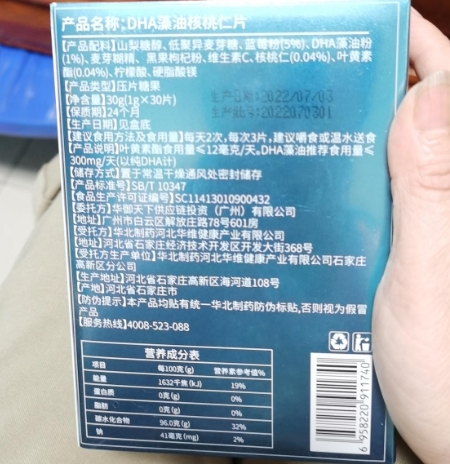 产品名称:DHA藻油核桃仁片
【产品配料】山梨糖醇、低聚异麦芽糖、蓝莓粉(5%)、DHA藻油粉
(1%)、麦芽糊精、黑果枸杞粉、维生素C、核桃仁(0.04%)、叶黄素
酯(0.04%)、柠檬酸、硬脂酸镁
【产品类型】压片糖果
【净含量】30g(1g×30片) 生产日期:2022/07/03
【保质期】24个月 生产批号:2022070301
【生产日期】见盒底
【建议食用方法及食用量】每天2次,每次3片,建议嚼食或温水送食
【产品说明】叶黄素酯食用量≤12毫克/天。DHA藻油推荐食用量≤
300mg/天(以纯DHA计)
【储存方式】置于常温干燥通风处密封储存
【产品标准号】SB/T 10347
【食品生产许可证编号】SC11413010900432
【委托方】华御天下供应链投资(广州)有限公司
【地址】广州市白云区解放庄路78号601房
【受托方】华北制药河北华维健康产业有限公司
【地址】河北省石家庄经济技术开发区开发大街368号
【受托方生产单位】华北制药河北华维健康产业有限公司石家庄
高新区分公司
【生产地址】河北省石家庄高新区海河道108号
【产地】河北省石家庄市
【防伪提示】本产品均贴有统一华北制药防伪标贴,否则视为假冒
产品
【服务热线】4008-523-088
营养成分表
项目 每100克(g) 营养素参考值%
能量 1632千焦(kJ) 19%
蛋白质 0克(g) 0%
脂肪 0克(g) 0%
碳水化合物 96.0克(g) 32%
钠 41毫克(mg) 2%
6 958220 911740